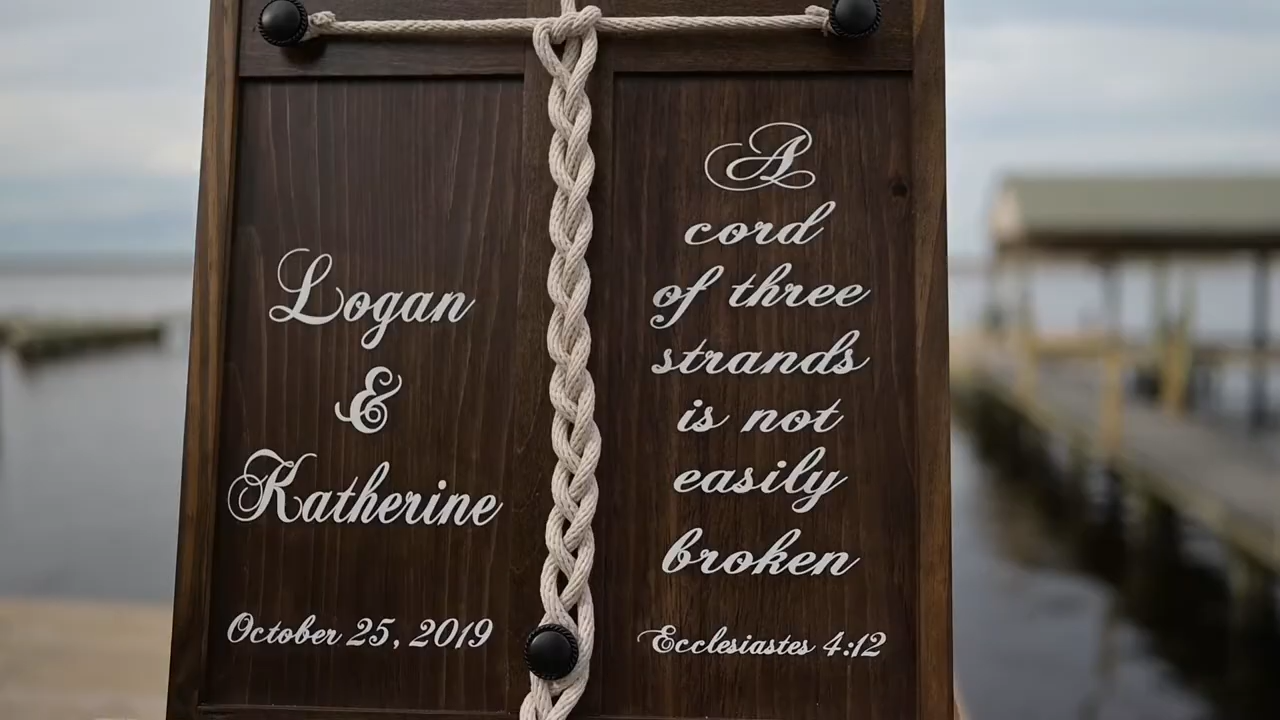 Logan
&
Katherine
October 25, 2019
A
cord
of three
strands
is not
easily
broken
Ecclesiastes 4:12